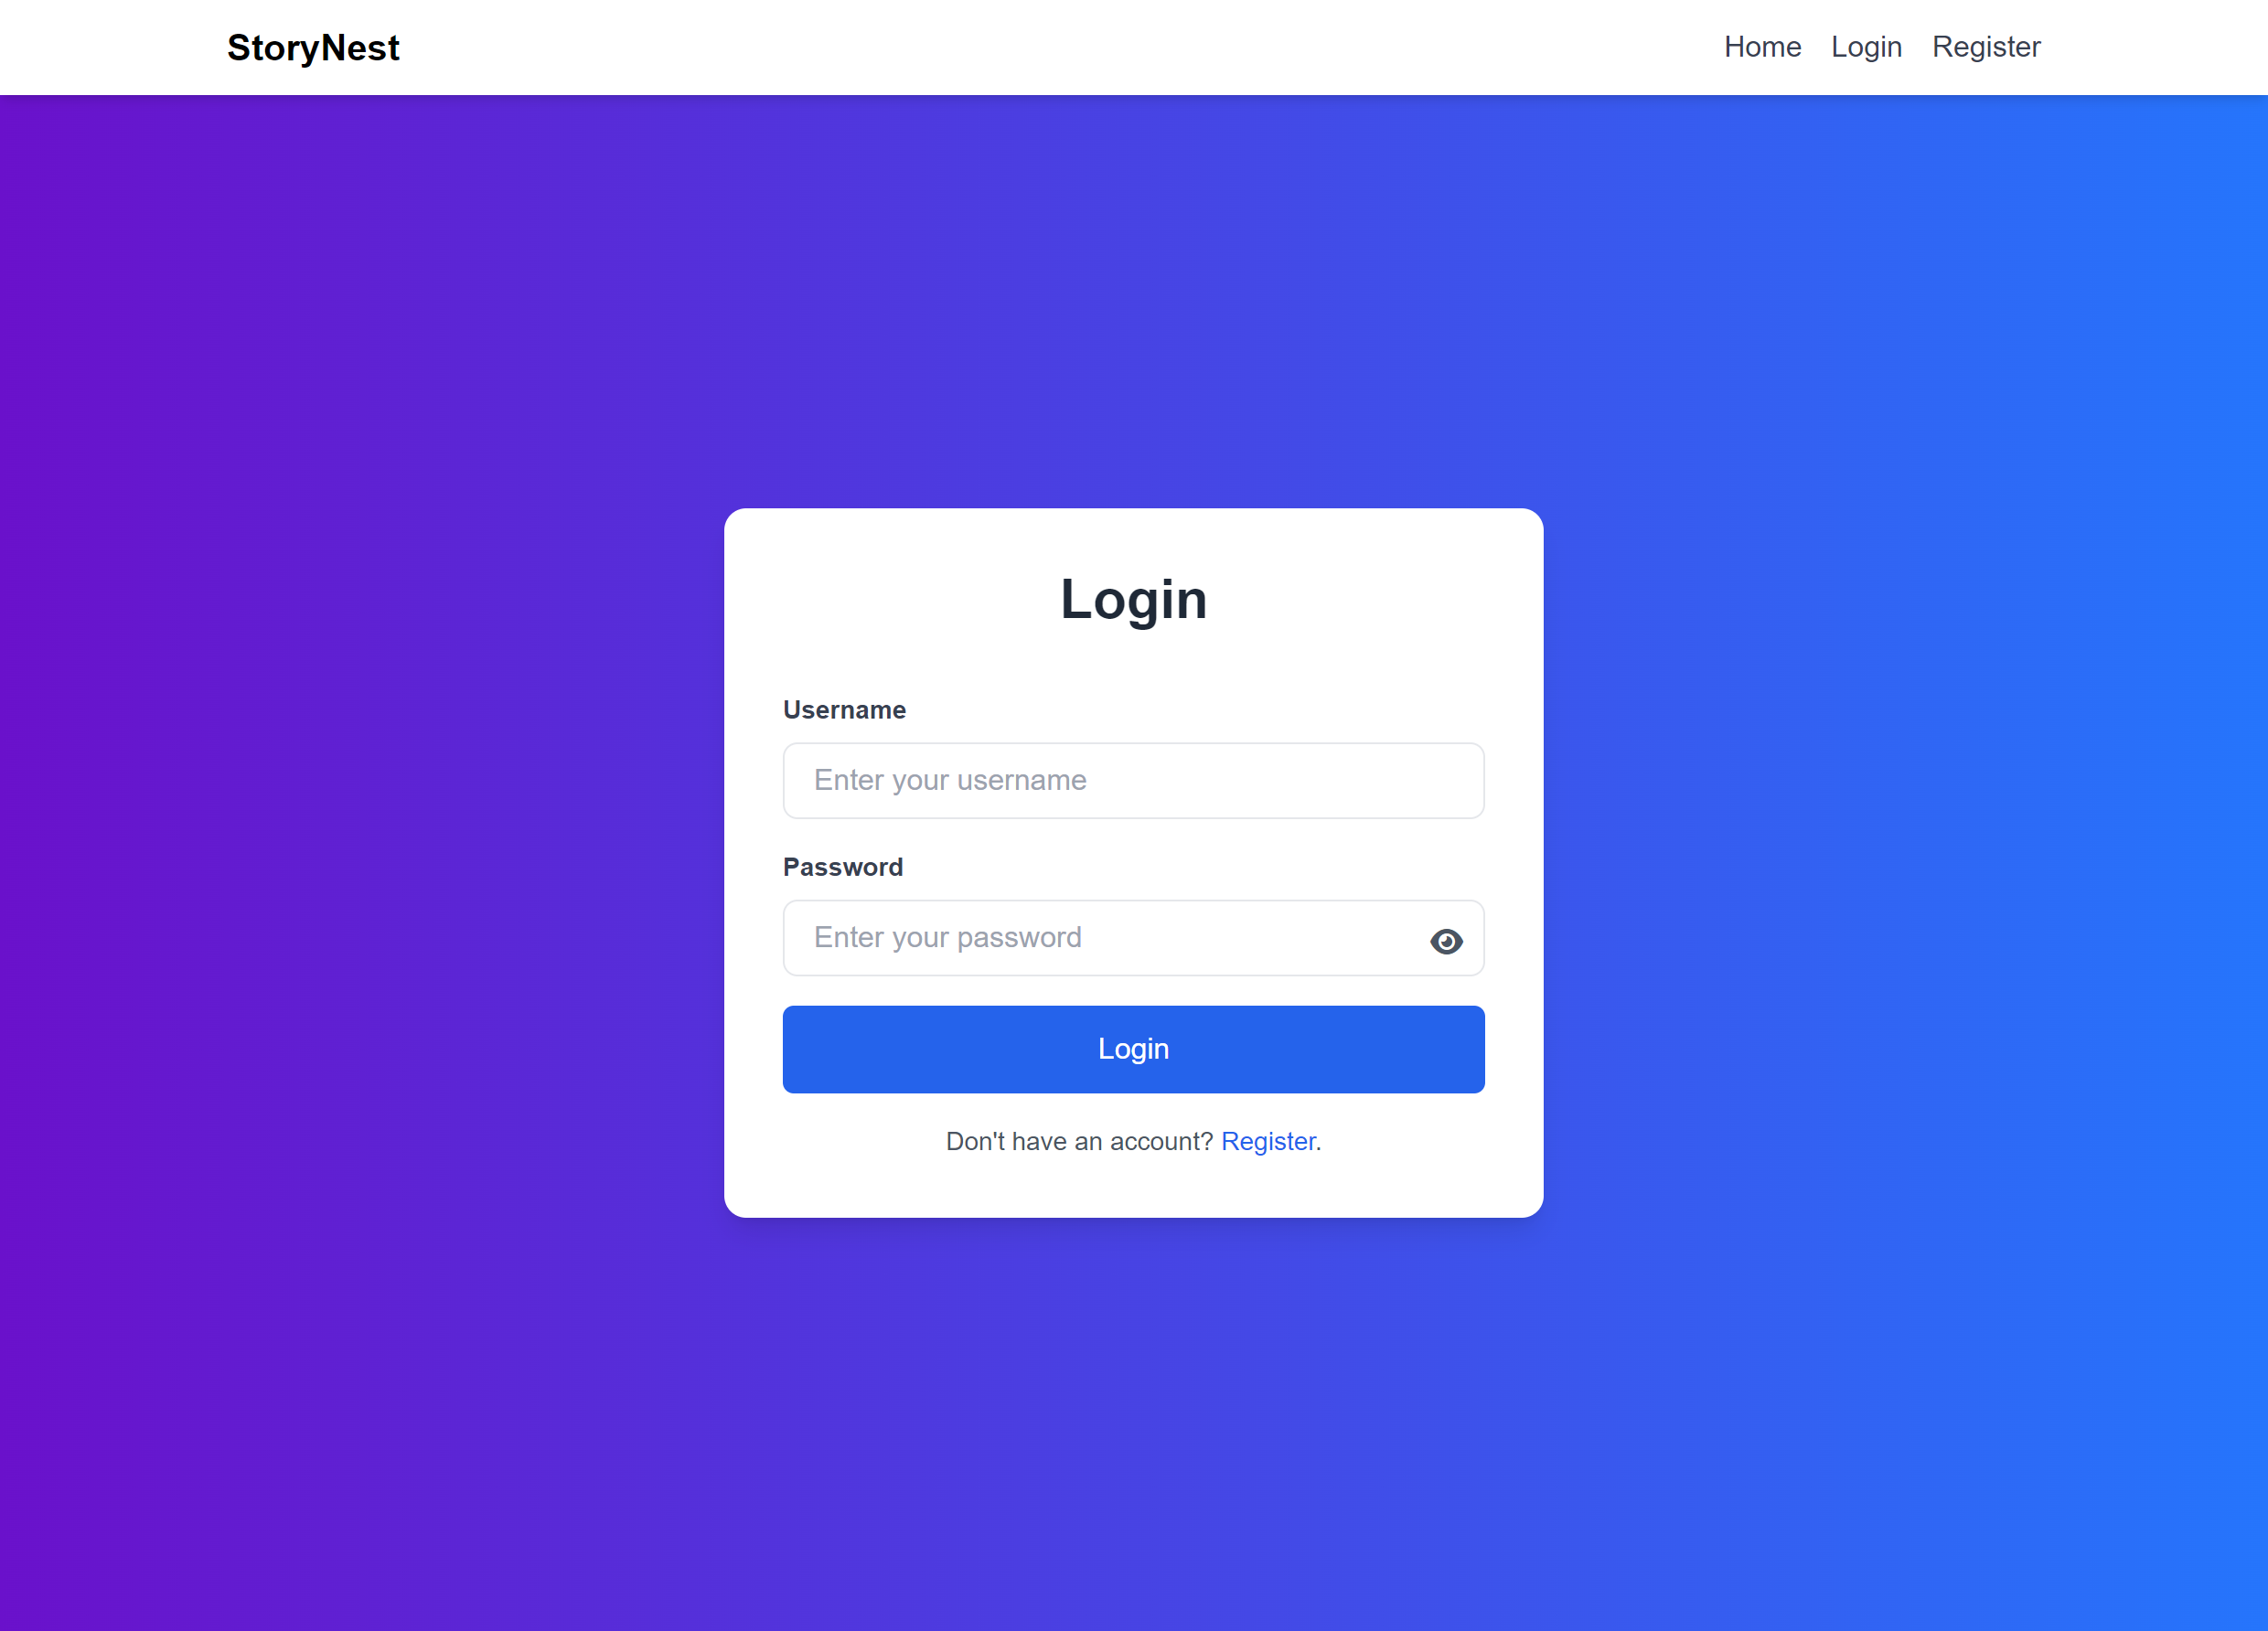 StoryNest
Home Login Register
Login
Username
Enter your username
Password
Enter your password
Login
Don't have an account? Register.